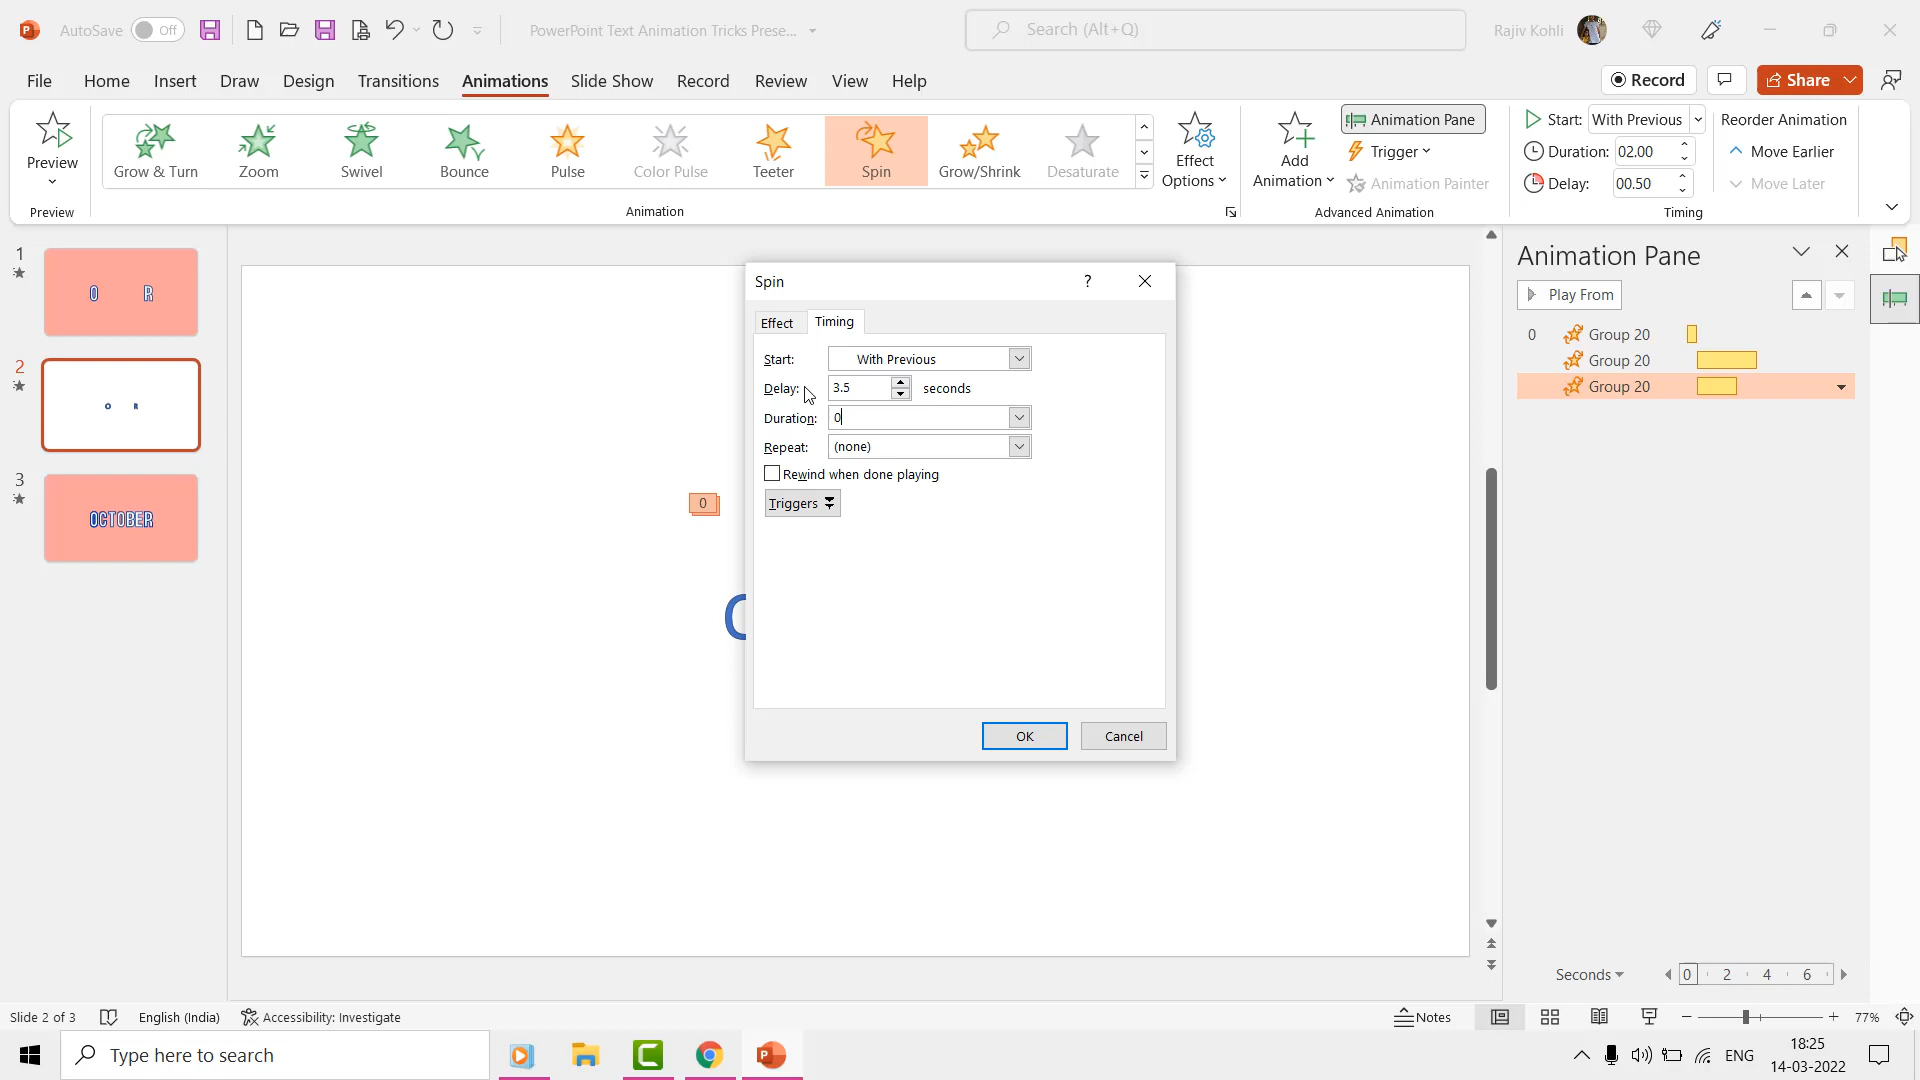 AutoSave Off PowerPoint Text Animation Tricks Prese... Search (Alt+Q) Rajiv Kohli
File Home Insert Draw Design Transitions Animations Slide Show Record Review View Help Record Share
Preview Grow & Turn Zoom Swivel Bounce Pulse Color Pulse Teeter Spin Grow/Shrink Desaturate Effect Options Add Animation Animation Pane Start: With Previous Reorder Animation
Trigger Duration: 02.00 Move Earlier
Animation Painter Delay: 00.50 Move Later
Preview Animation Advanced Animation Timing
1
O R
2
O R
3
OCTOBER
0
O
Spin ?
Effect Timing
Start: With Previous
Delay: 3.5 seconds
Duration: 0
Repeat: (none)
Rewind when done playing
Triggers
OK Cancel
Animation Pane
Play From
0 Group 20
Group 20
Group 20
Seconds 0 2 4 6
Slide 2 of 3 English (India) Accessibility: Investigate Notes 77%
Type here to search ENG 18:25
14-03-2022